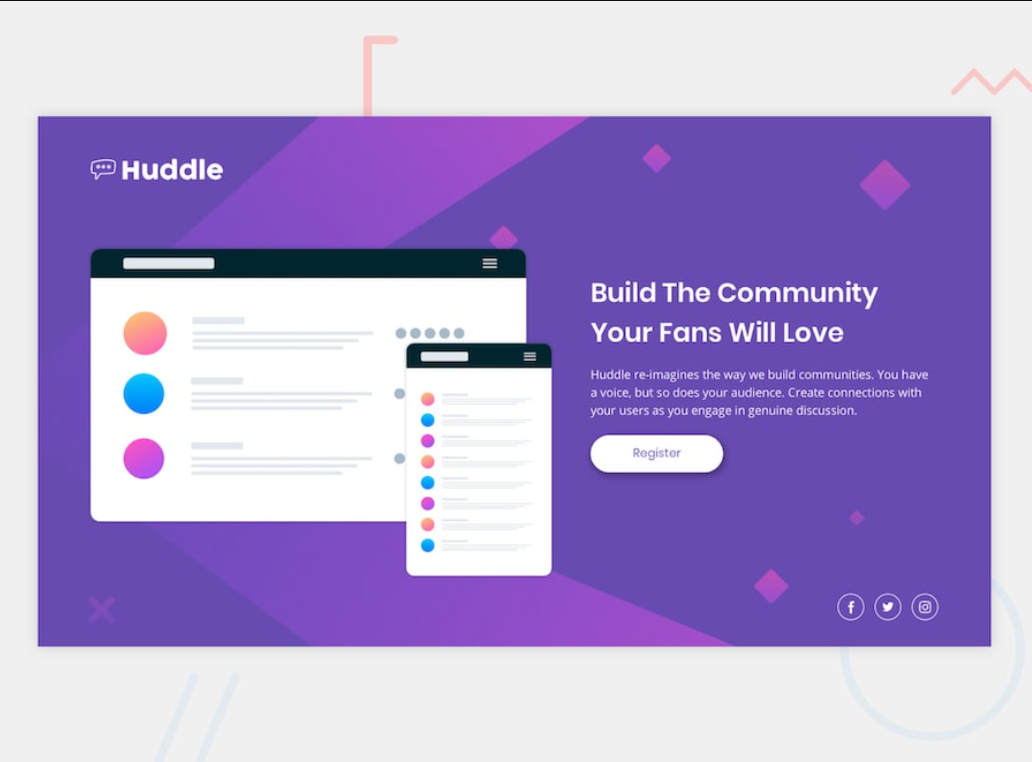 Huddle
Build The Community
Your Fans Will Love
Huddle re-imagines the way we build communities. You have
a voice, but so does your audience. Create connections with
your users as you engage in genuine discussion.
Register